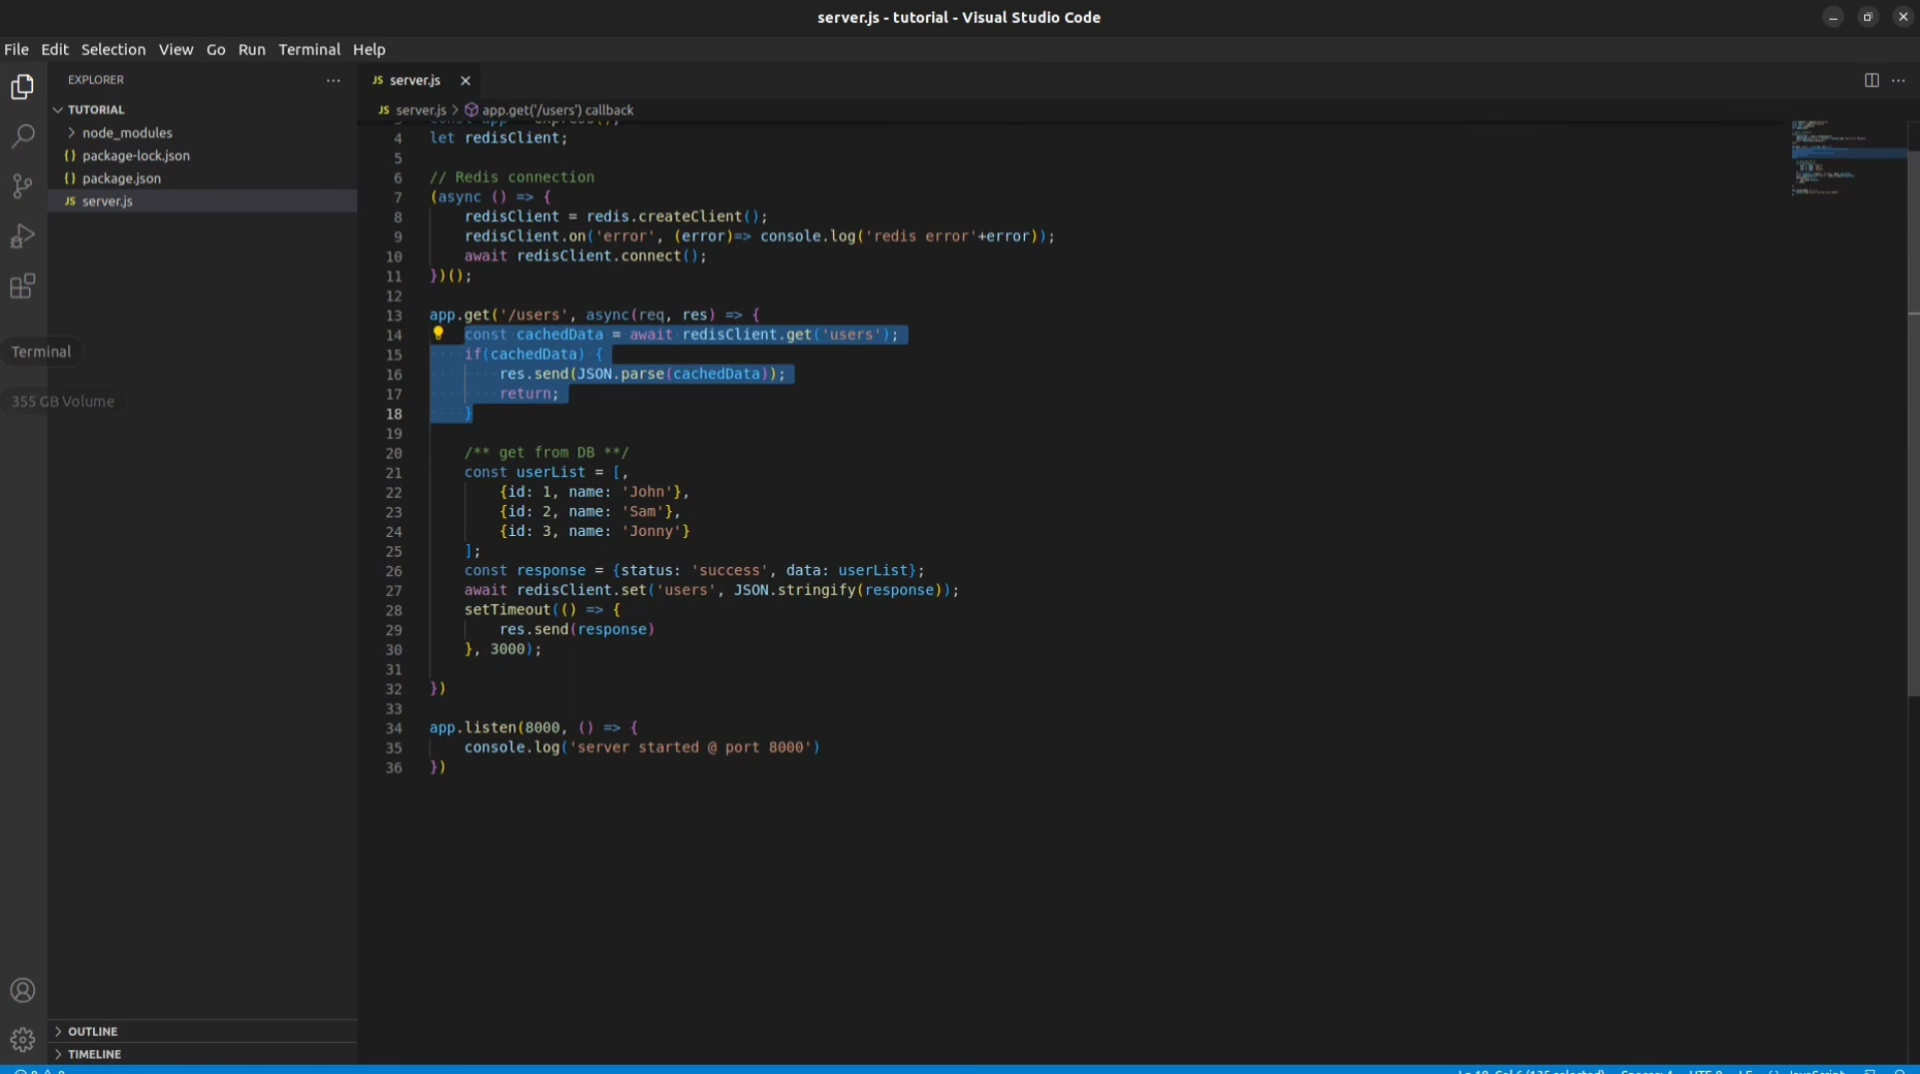 server.js - tutorial - Visual Studio Code
File Edit Selection View Go Run Terminal Help
EXPLORER
TUTORIAL
node_modules
{} package-lock.json
{} package.json
JS server.js
Terminal
355 GB Volume
OUTLINE
TIMELINE
JS server.js
JS server.js > app.get('/users') callback
3 const app = express();
4 let redisClient;
5
6 // Redis connection
7 (async () => {
8 redisClient = redis.createClient();
9 redisClient.on('error', (error)=> console.log('redis error'+error));
10 await redisClient.connect();
11 })();
12
13 app.get('/users', async(req, res) => {
14 const cachedData = await redisClient.get('users');
15 if(cachedData) {
16 res.send(JSON.parse(cachedData));
17 return;
18 }
19
20 /** get from DB **/
21 const userList = [,
22 {id: 1, name: 'John'},
23 {id: 2, name: 'Sam'},
24 {id: 3, name: 'Jonny'}
25 ];
26 const response = {status: 'success', data: userList};
27 await redisClient.set('users', JSON.stringify(response));
28 setTimeout(() => {
29 res.send(response)
30 }, 3000);
31
32 })
33
34 app.listen(8000, () => {
35 console.log('server started @ port 8000')
36 })